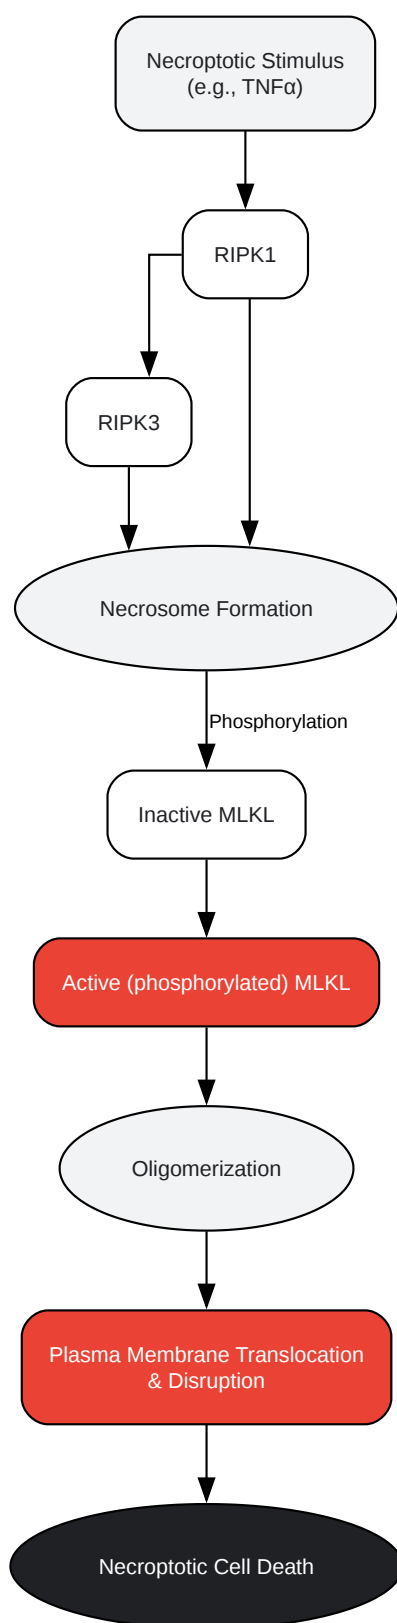 Necroptotic Stimulus
(e.g., TNFα)
RIPK1
RIPK3
Necrosome Formation
Phosphorylation
Inactive MLKL
Active (phosphorylated) MLKL
Oligomerization
Plasma Membrane Translocation
& Disruption
Necroptotic Cell Death